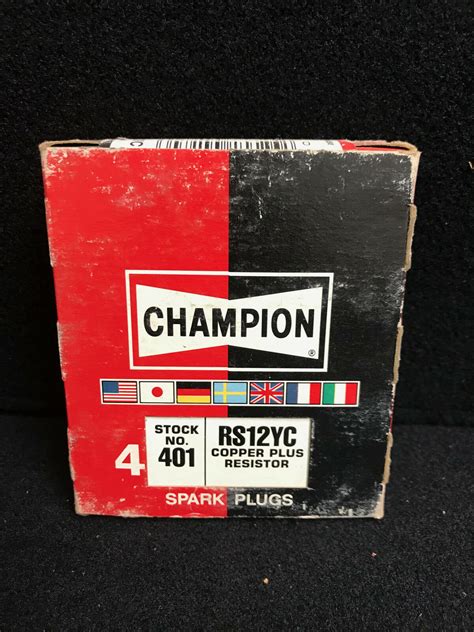 CHAMPION
®
4
STOCK
NO.
401
RS12YC
COPPER PLUS
RESISTOR
SPARK PLUGS